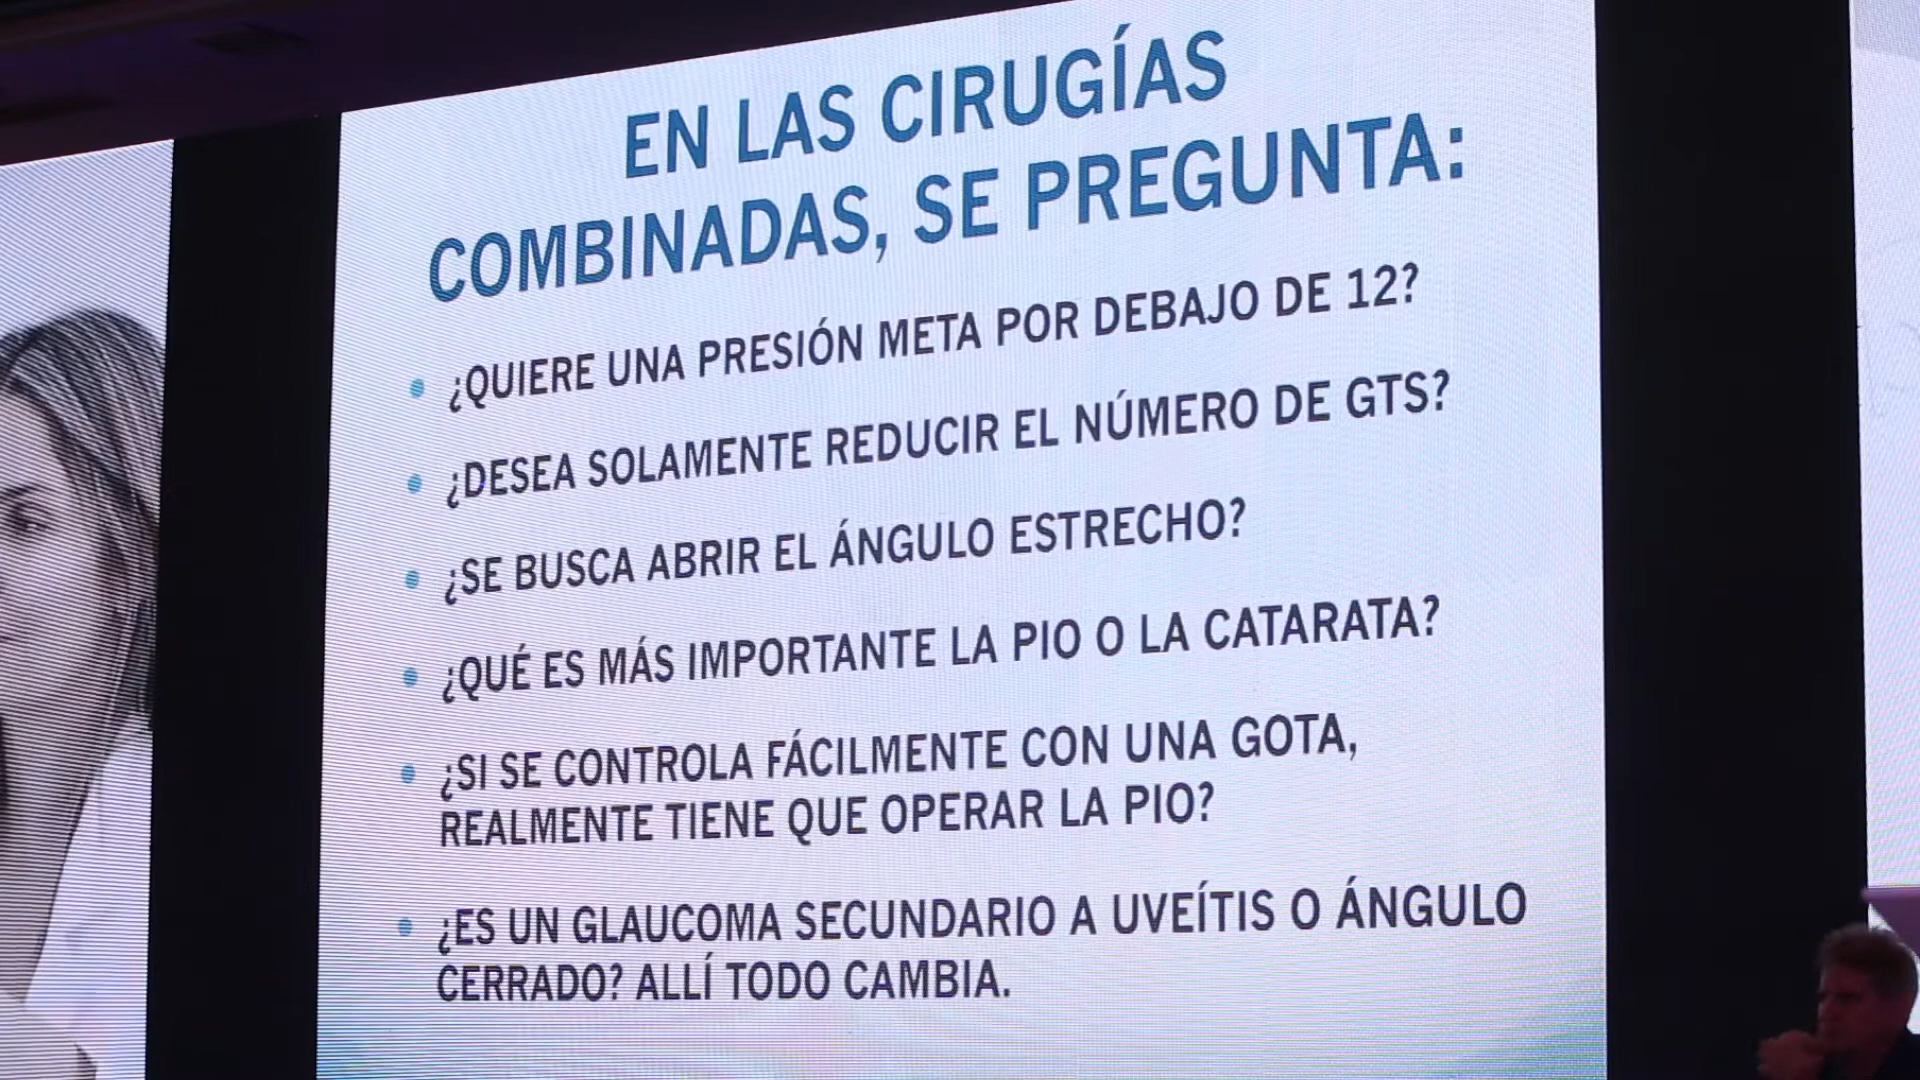 EN LAS CIRUGÍAS
COMBINADAS, SE PREGUNTA:
• ¿QUIERE UNA PRESIÓN META POR DEBAJO DE 12?
• ¿DESEA SOLAMENTE REDUCIR EL NÚMERO DE GTS?
• ¿SE BUSCA ABRIR EL ÁNGULO ESTRECHO?
• ¿QUÉ ES MÁS IMPORTANTE LA PIO O LA CATARATA?
• ¿SI SE CONTROLA FÁCILMENTE CON UNA GOTA,
REALMENTE TIENE QUE OPERAR LA PIO?
• ¿ES UN GLAUCOMA SECUNDARIO A UVEÍTIS O ÁNGULO
CERRADO? ALLÍ TODO CAMBIA.